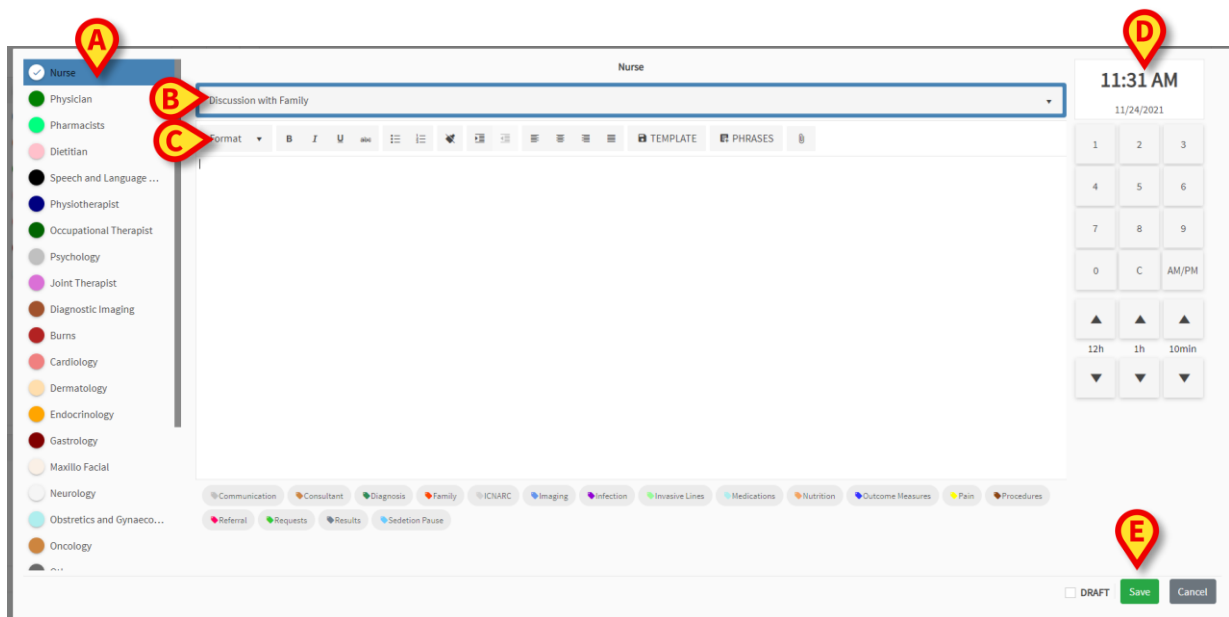 A
D
Nurse
Nurse
11:31 AM
11/24/2021
Physician
B
Discussion with Family
Pharmacists
C
Format B I U abc TEMPLATE PHRASES
Dietitian
Speech and Language ...
Physiotherapist
Occupational Therapist
Psychology
Joint Therapist
Diagnostic Imaging
Burns
Cardiology
Dermatology
Endocrinology
Gastrology
Maxillo Facial
Neurology
Obstretics and Gynaeco...
Oncology
1 2 3
4 5 6
7 8 9
0 C AM/PM
12h 1h 10min
Communication Consultant Diagnosis Family ICNARC Imaging Infection Invasive Lines Medications Nutrition Outcome Measures Pain Procedures
Referral Requests Results Sedetion Pause
E
DRAFT Save Cancel